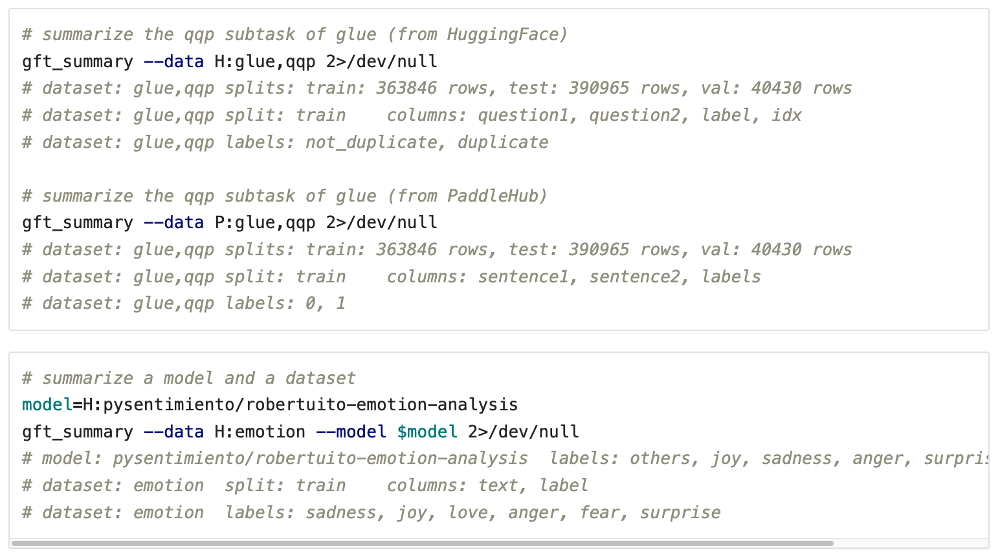 # summarize the qqp subtask of glue (from HuggingFace)
gft_summary --data H:glue,qqp 2>/dev/null
# dataset: glue,qqp splits: train: 363846 rows, test: 390965 rows, val: 40430 rows
# dataset: glue,qqp split: train    columns: question1, question2, label, idx
# dataset: glue,qqp labels: not_duplicate, duplicate

# summarize the qqp subtask of glue (from PaddleHub)
gft_summary --data P:glue,qqp 2>/dev/null
# dataset: glue,qqp splits: train: 363846 rows, test: 390965 rows, val: 40430 rows
# dataset: glue,qqp split: train    columns: sentence1, sentence2, labels
# dataset: glue,qqp labels: 0, 1

# summarize a model and a dataset
model=H:pysentimiento/robertuito-emotion-analysis
gft_summary --data H:emotion --model $model 2>/dev/null
# model: pysentimiento/robertuito-emotion-analysis  labels: others, joy, sadness, anger,
# dataset: emotion  split: train    columns: text, label
# dataset: emotion  labels: sadness, joy, love, anger, fear, surprise